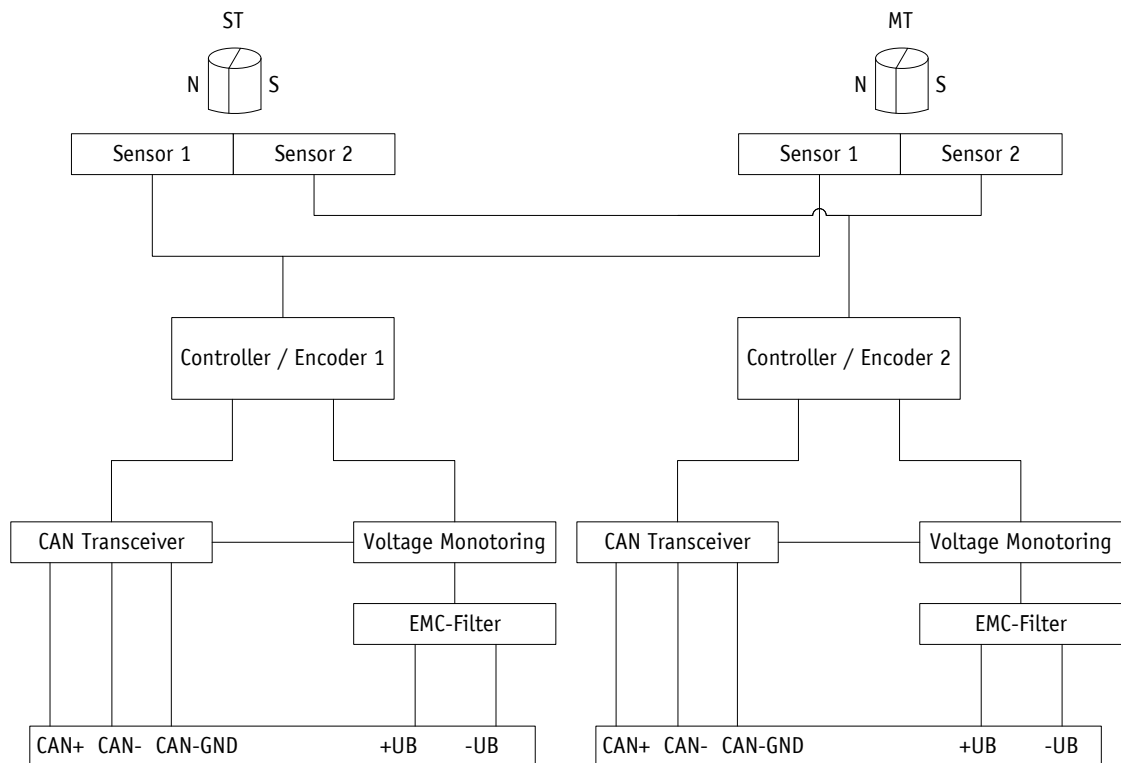 ST
MT
N
S
N
S
Sensor 1
Sensor 2
Sensor 1
Sensor 2
Controller / Encoder 1
Controller / Encoder 2
CAN Transceiver
Voltage Monotoring
CAN Transceiver
Voltage Monotoring
EMC-Filter
EMC-Filter
CAN+ CAN- CAN-GND +UB -UB
CAN+ CAN- CAN-GND +UB -UB